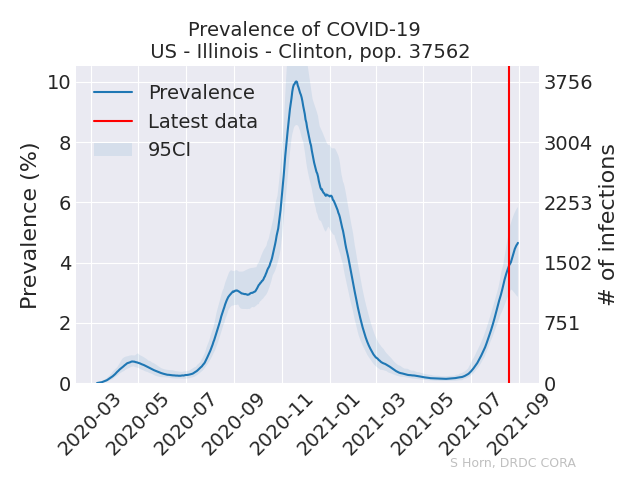 Prevalence of COVID-19
US - Illinois - Clinton, pop. 37562
Prevalence
Latest data
95CI
Prevalence (%)
10
8
6
4
2
0
# of infections
3756
3004
2253
1502
751
0
2020-03
2020-05
2020-07
2020-09
2020-11
2021-01
2021-03
2021-05
2021-07
2021-09
S Horn, DRDC CORA